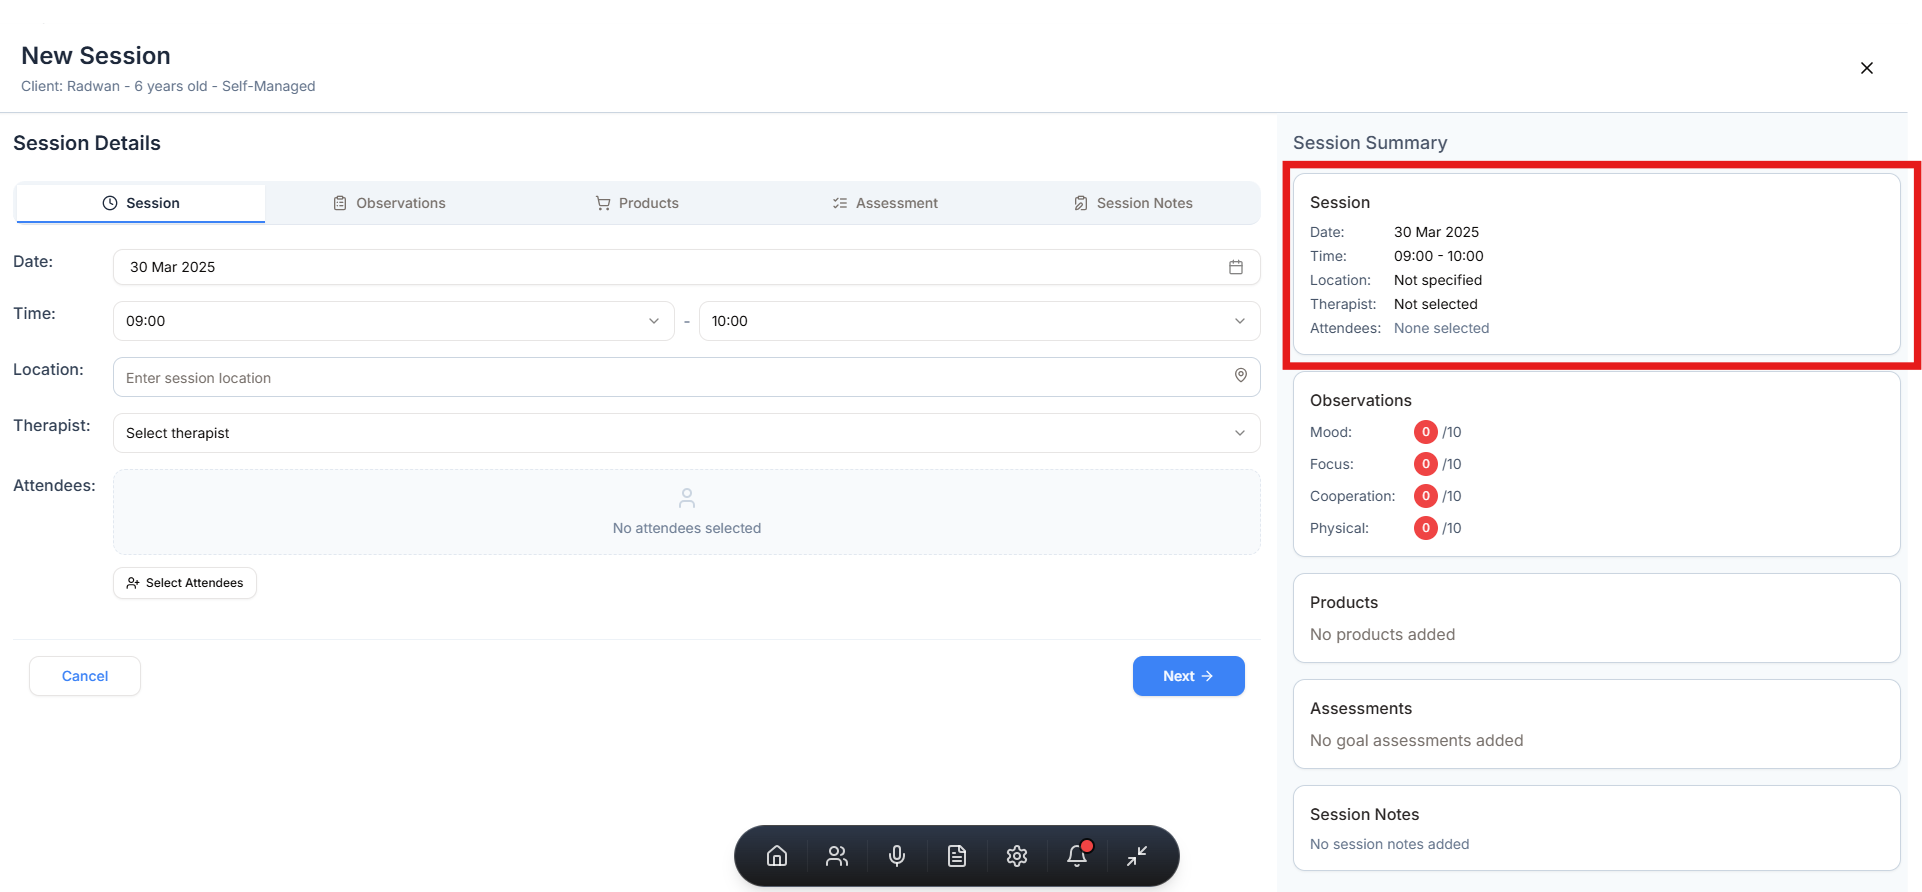 New Session
Client: Radwan - 6 years old - Self-Managed
Session Details
Session
Observations
Products
Assessment
Session Notes
Date:
30 Mar 2025
Time:
09:00
-
10:00
Location:
Enter session location
Therapist:
Select therapist
Attendees:
No attendees selected
Select Attendees
Cancel
Next
Session Summary
Session
Date: 30 Mar 2025
Time: 09:00 - 10:00
Location: Not specified
Therapist: Not selected
Attendees: None selected
Observations
Mood: 0 /10
Focus: 0 /10
Cooperation: 0 /10
Physical: 0 /10
Products
No products added
Assessments
No goal assessments added
Session Notes
No session notes added